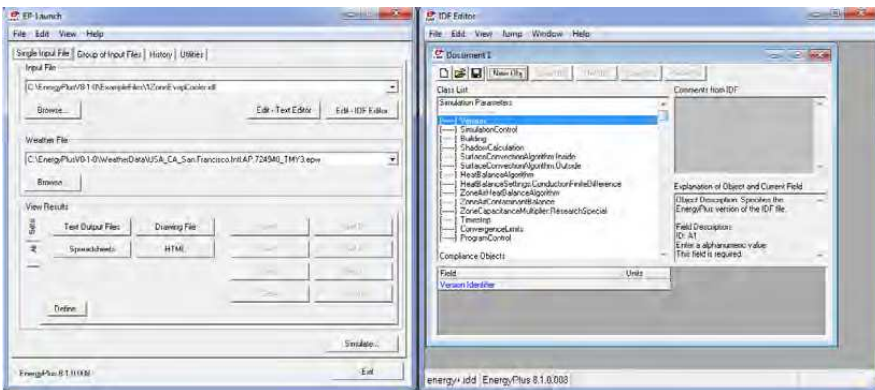 EP-Launch
File Edit View Help
Single Input File Group of Input Files History Utilities
Input File
C:\EnergyPlusV8-1-0\ExampleFiles\1ZoneEvapCooler.idf
Browse... Edit - Text Editor Edit - IDF Editor
Weather File
C:\EnergyPlusV8-1-0\WeatherData\USA_CA_San.Francisco.Intl.AP.724940_TMY3.epw
Browse...
View Results
Sets
All
Text Output Files Drawing File
Spreadsheets HTML
Define
Simulate...
EnergyPlus 8.1.0.008 Exit
IDF Editor
File Edit View Jump Window Help
Document1
New Obj
Class List Comments from IDF
Simulation Parameters
[----] Version
[----] SimulationControl
[----] Building
[----] ShadowCalculation
[----] SurfaceConvectionAlgorithm:Inside
[----] SurfaceConvectionAlgorithm:Outside
[----] HeatBalanceAlgorithm
[----] HeatBalanceSettings:ConductionFiniteDifference
[----] ZoneAirHeatBalanceAlgorithm
[----] ZoneAirContaminantBalance
[----] ZoneCapacitanceMultiplier:ResearchSpecial
[----] Timestep
[----] ConvergenceLimits
[----] ProgramControl
Compliance Objects
Explanation of Object and Current Field
Object Description: Specifies the
EnergyPlus version of the IDF file.
Field Description:
ID: A1
Enter a alphanumeric value
This field is required.
Field Units
Version Identifier
energy+.idd EnergyPlus 8.1.0.008